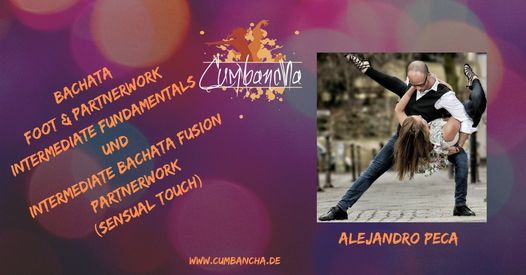 Cumbancha
BACHATA
FOOT & PARTNERWORK
INTERMEDIATE FUNDAMENTALS
UND
INTERMEDIATE BACHATA FUSION
PARTNERWORK
(SENSUAL TOUCH)
ALEJANDRO PECA
WWW.CUMBANCHA.DE